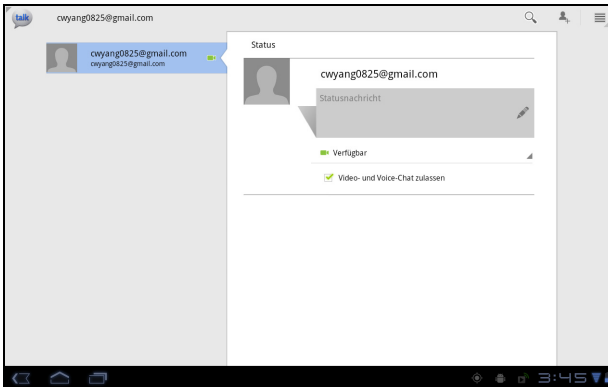 talk
cwyang0825@gmail.com
cwyang0825@gmail.com
cwyang0825@gmail.com
Status
cwyang0825@gmail.com
Statusnachricht
Verfügbar
Video- und Voice-Chat zulassen
3:45